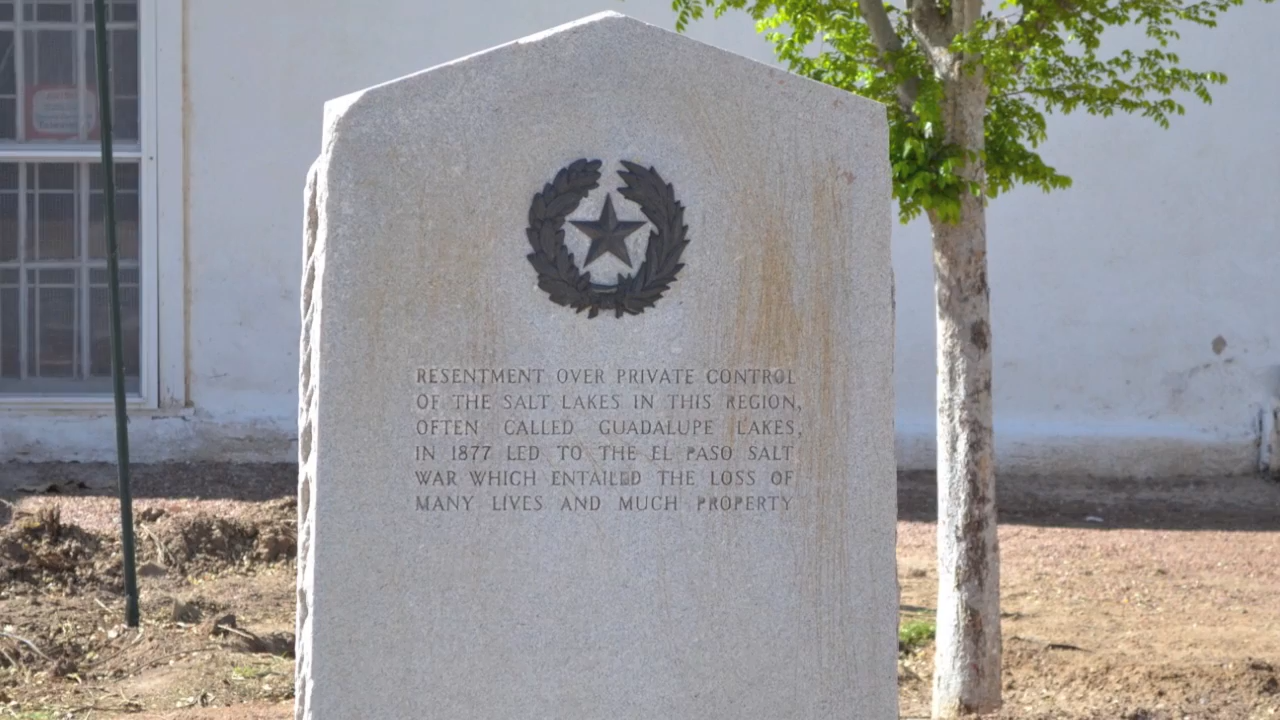 RESENTMENT OVER PRIVATE CONTROL
OF THE SALT LAKES IN THIS REGION,
OFTEN CALLED GUADALUPE LAKES,
IN 1877 LED TO THE EL PASO SALT
WAR WHICH ENTAILED THE LOSS OF
MANY LIVES AND MUCH PROPERTY